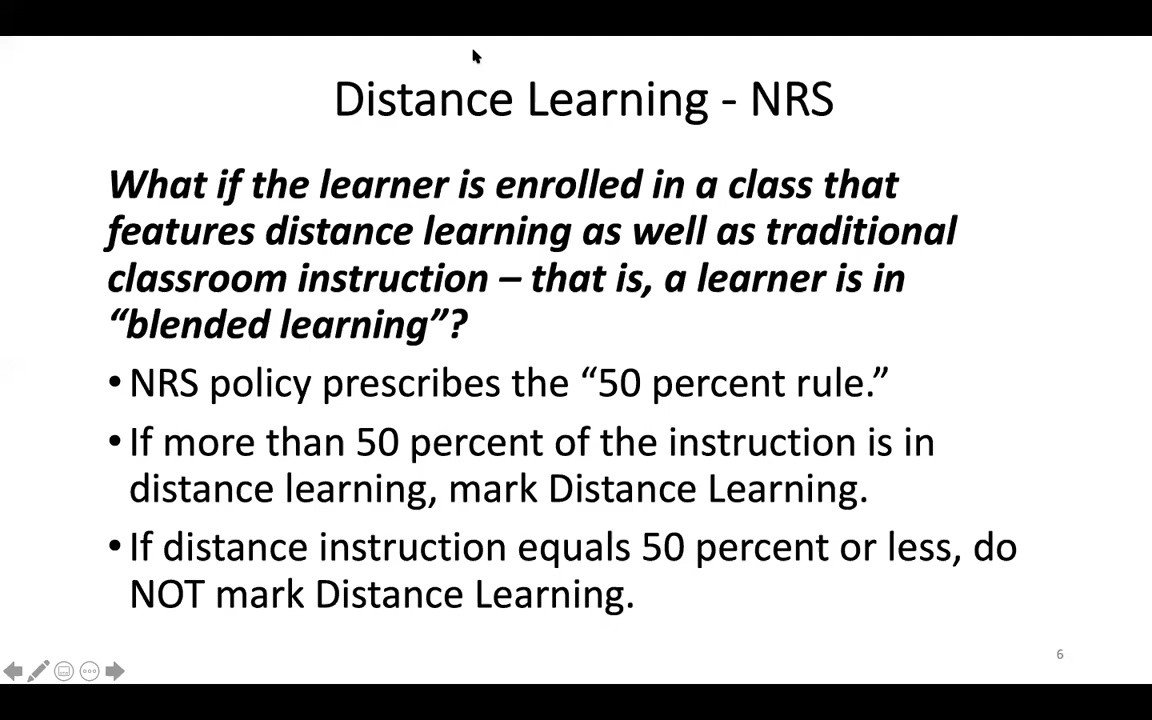 Distance Learning - NRS
What if the learner is enrolled in a class that
features distance learning as well as traditional
classroom instruction – that is, a learner is in
“blended learning”?
• NRS policy prescribes the “50 percent rule.”
• If more than 50 percent of the instruction is in
distance learning, mark Distance Learning.
• If distance instruction equals 50 percent or less, do
NOT mark Distance Learning.
6